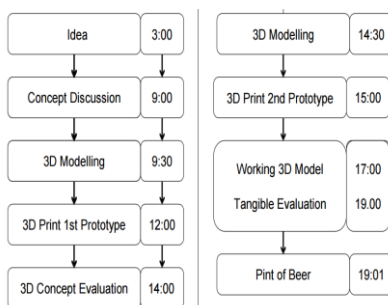 Idea 3:00
Concept Discussion 9:00
3D Modelling 9:30
3D Print 1st Prototype 12:00
3D Concept Evaluation 14:00
3D Modelling 14:30
3D Print 2nd Prototype 15:00
Working 3D Model 17:00
Tangible Evaluation 19.00
Pint of Beer 19:01